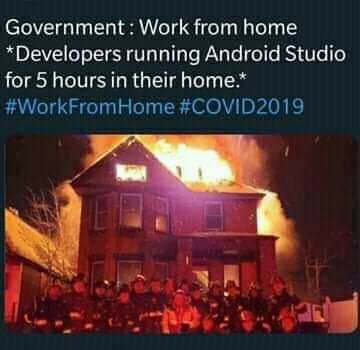 Government : Work from home
*Developers running Android Studio
for 5 hours in their home.*
#WorkFromHome #COVID2019